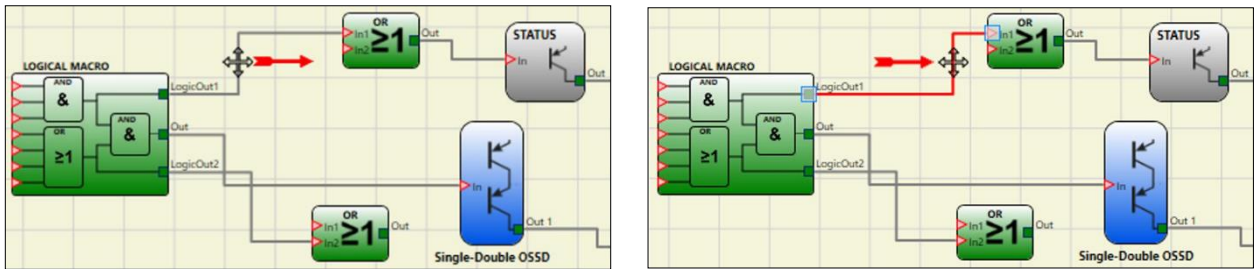 OR
In1
≥1
Out
In2
STATUS
In
Out
LOGICAL MACRO
AND
&
LogicOut1
AND
&
Out
OR
≥1
LogicOut2
In
OR
In1
≥1
Out
In2
Out 1
Single-Double OSSD
OR
In1
≥1
Out
In2
STATUS
In
Out
LOGICAL MACRO
AND
&
LogicOut1
AND
&
Out
OR
≥1
LogicOut2
In
OR
In1
≥1
Out
In2
Out 1
Single-Double OSSD